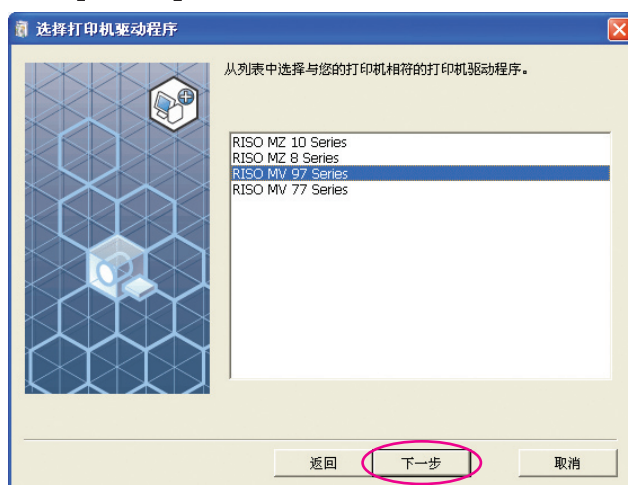 选择打印机驱动程序
从列表中选择与您的打印机相符的打印机驱动程序。
RISO MZ 10 Series
RISO MZ 8 Series
RISO MV 97 Series
RISO MV 77 Series
返回 下一步 取消